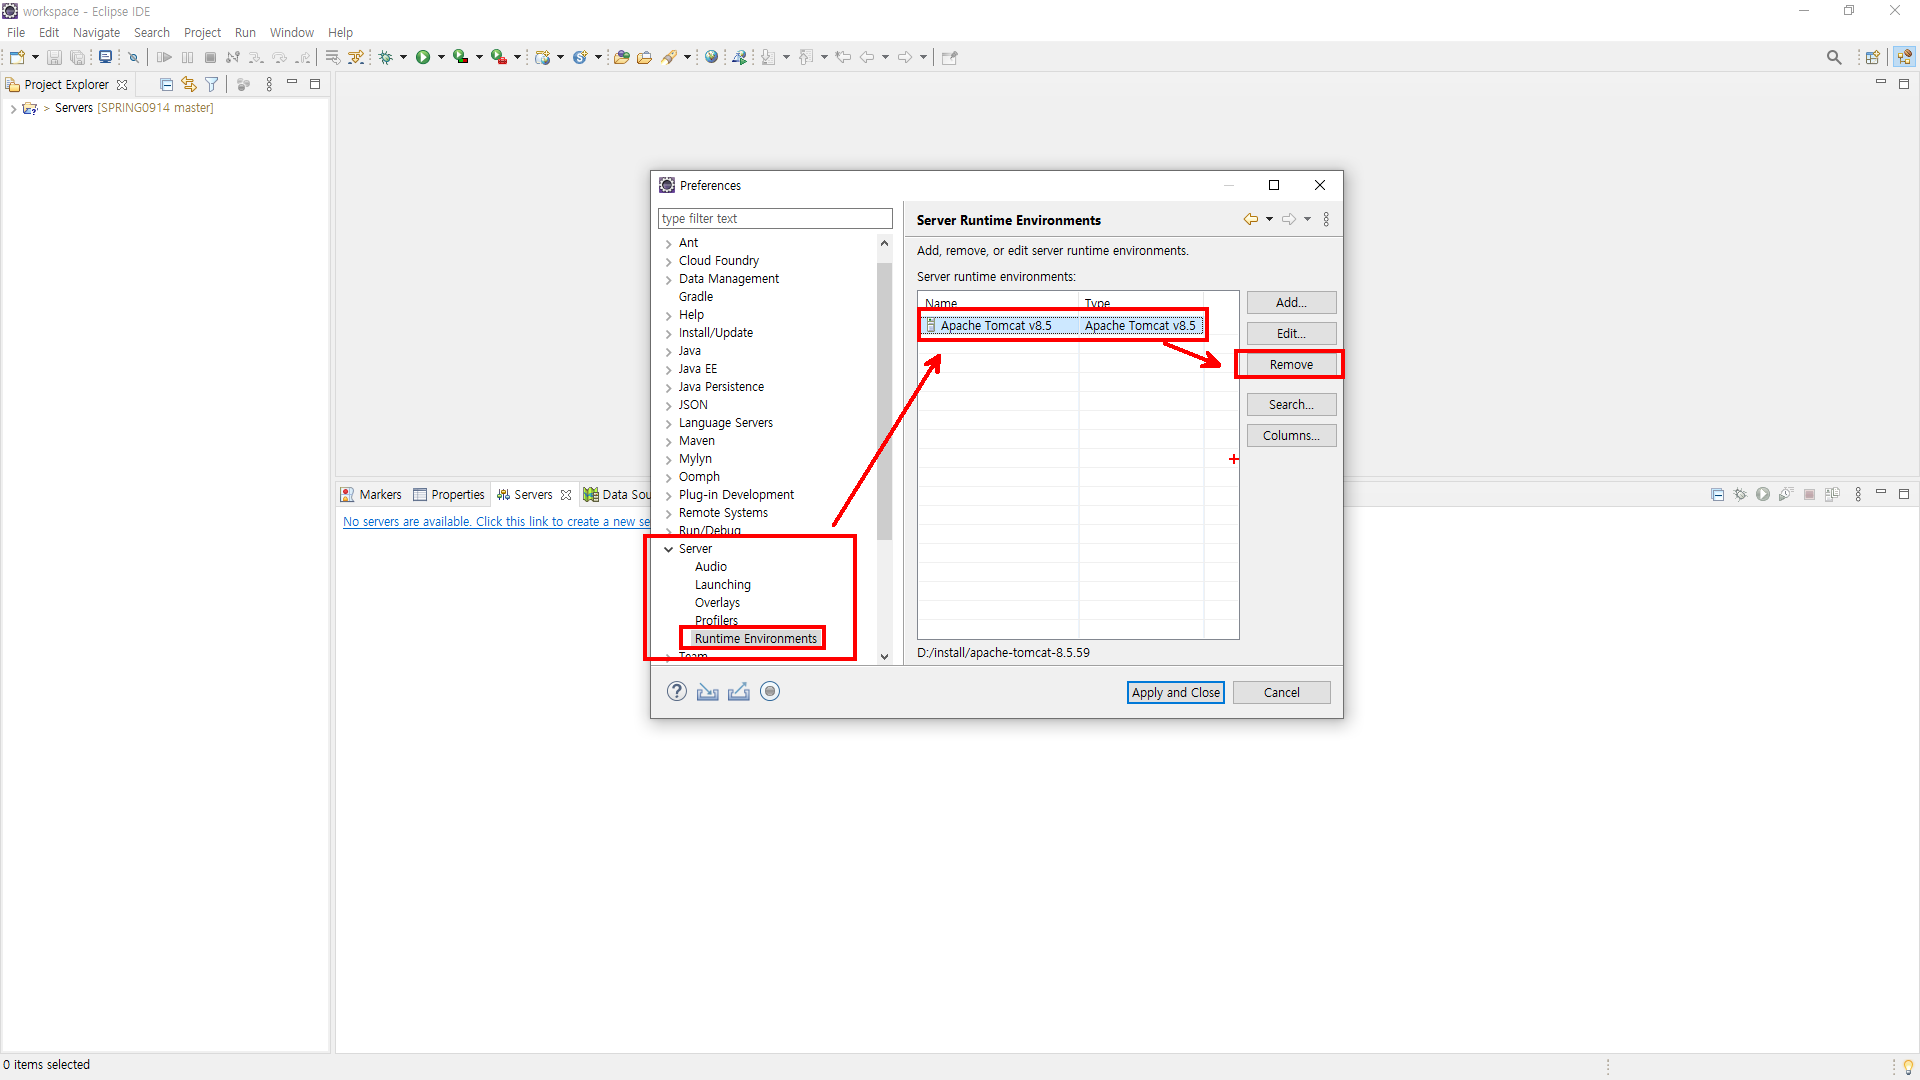 workspace - Eclipse IDE
File Edit Navigate Search Project Run Window Help
Project Explorer
> Servers [SPRING0914 master]
Preferences
type filter text
Ant
Cloud Foundry
Data Management
Gradle
Help
Install/Update
Java
Java EE
Java Persistence
JSON
Language Servers
Maven
Mylyn
Oomph
Plug-in Development
Remote Systems
Run/Debug
Server
Audio
Launching
Overlays
Profilers
Runtime Environments
Team
Server Runtime Environments
Add, remove, or edit server runtime environments.
Server runtime environments:
Name Type
Apache Tomcat v8.5 Apache Tomcat v8.5
Add...
Edit...
Remove
Search...
Columns...
D:/install/apache-tomcat-8.5.59
Apply and Close Cancel
Markers Properties Servers Data Sou
No servers are available. Click this link to create a new se
0 items selected